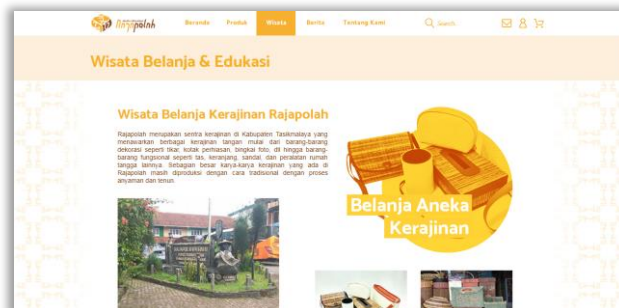 Rajapolah
Beranda Produk Wisata Berita Tentang Kami Search
Wisata Belanja & Edukasi
Wisata Belanja Kerajinan Rajapolah
Rajapolah merupakan sentra kerajinan di Kabupaten Tasikmalaya yang
menawarkan berbagai kerajinan tangan mulai dari barang-barang
dekorasi seperti tikar, kotak perhiasan, bingkai foto, dll hingga barang-
barang fungsional seperti tas, keranjang, sandal, dan peralatan rumah
tangga lainnya. Sebagian besar karya-karya kerajinan yang ada di
Rajapolah masih diproduksi dengan cara tradisional dengan proses
anyaman dan tenun.
Belanja Aneka
Kerajinan